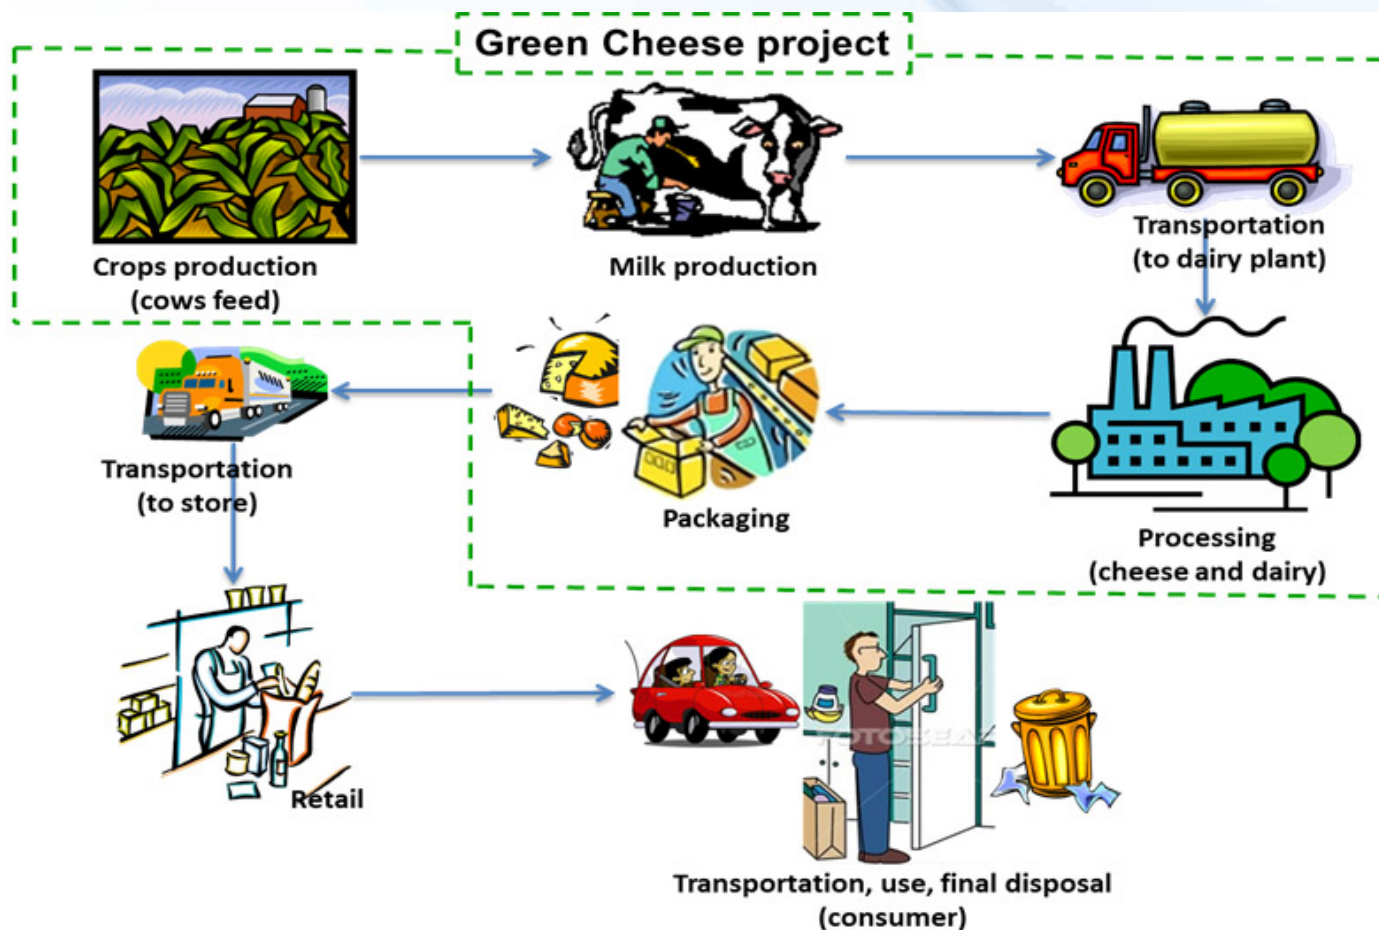 Green Cheese project
Crops production
(cows feed)
Milk production
Transportation
(to dairy plant)
Transportation
(to store)
Packaging
Processing
(cheese and dairy)
Retail
Transportation, use, final disposal
(consumer)